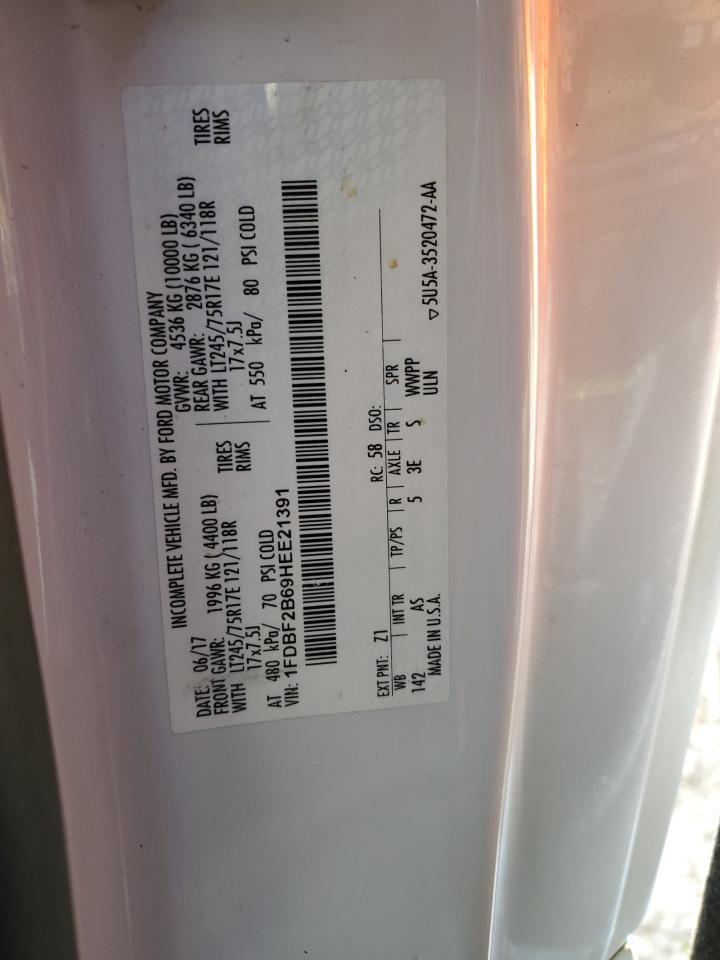 INCOMPLETE VEHICLE MFD. BY FORD MOTOR COMPANY
DATE: 06/17 GVWR: 4536 KG (10000 LB)
FRONT GAWR: 1996 KG ( 4400 LB) REAR GAWR: 2876 KG ( 6340 LB)
WITH LT245/75R17E 121/118R TIRES WITH LT245/75R17E 121/118R TIRES
17x7.5J RIMS 17x7.5J RIMS
AT 480 kPa/ 70 PSI COLD AT 550 kPa/ 80 PSI COLD
VIN: 1FDBF2B69HEE21391
EXT PNT: Z1 RC: 58 DSO:
WB INT TR TP/PS R AXLE TR SPR
142 AS 5 3E S WWPP
MADE IN U.S.A. ULN
▽5U5A-3520472-AA